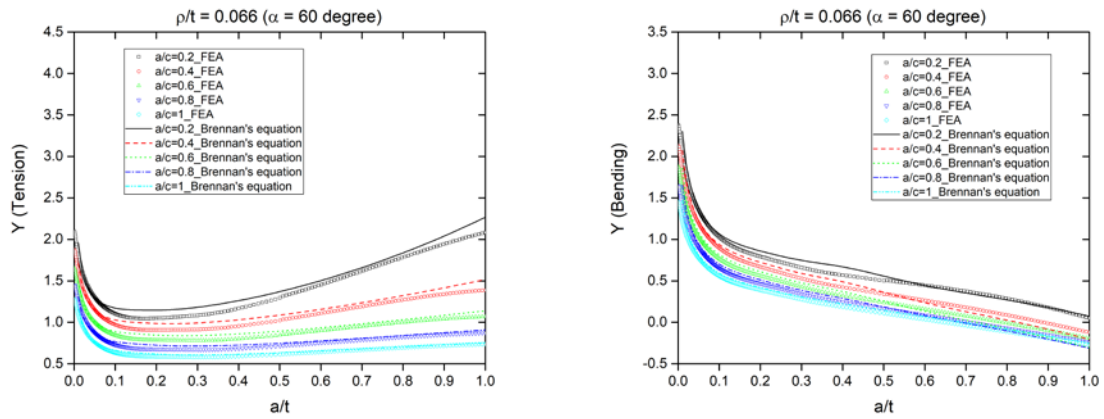 ρ/t = 0.066 (α = 60 degree)
4.5
4.0
3.5
3.0
2.5
2.0
1.5
1.0
0.5
Y (Tension)
a/c=0.2_FEA
a/c=0.4_FEA
a/c=0.6_FEA
a/c=0.8_FEA
a/c=1_FEA
a/c=0.2_Brennan's equation
a/c=0.4_Brennan's equation
a/c=0.6_Brennan's equation
a/c=0.8_Brennan's equation
a/c=1_Brennan's equation
0.0 0.1 0.2 0.3 0.4 0.5 0.6 0.7 0.8 0.9 1.0
a/t
ρ/t = 0.066 (α = 60 degree)
3.5
3.0
2.5
2.0
1.5
1.0
0.5
0.0
-0.5
Y (Bending)
a/c=0.2_FEA
a/c=0.4_FEA
a/c=0.6_FEA
a/c=0.8_FEA
a/c=1_FEA
a/c=0.2_Brennan's equation
a/c=0.4_Brennan's equation
a/c=0.6_Brennan's equation
a/c=0.8_Brennan's equation
a/c=1_Brennan's equation
0.0 0.1 0.2 0.3 0.4 0.5 0.6 0.7 0.8 0.9 1.0
a/t